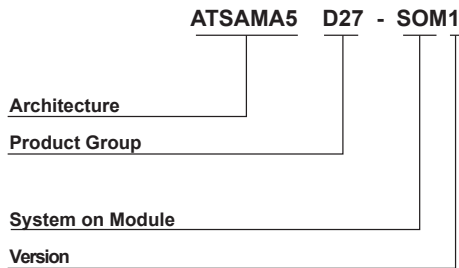 ATSAMA5 D27 - SOM1
Architecture
Product Group
System on Module
Version